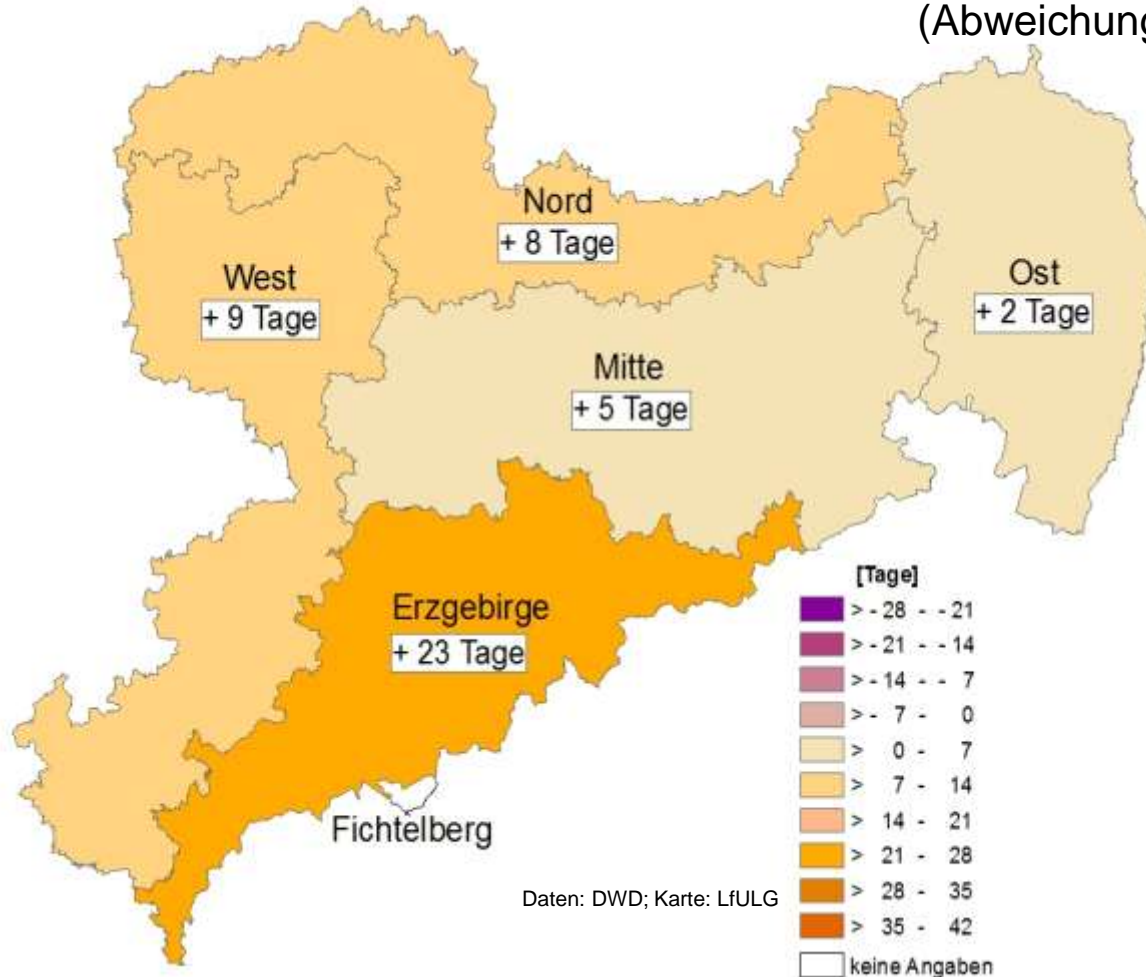 (Abweichung
Nord
+ 8 Tage
West
+ 9 Tage
Ost
+ 2 Tage
Mitte
+ 5 Tage
Erzgebirge
+ 23 Tage
Fichtelberg
Daten: DWD; Karte: LfULG
[Tage]
> - 28 - - 21
> - 21 - - 14
> - 14 - - 7
> - 7 - 0
> 0 - 7
> 7 - 14
> 14 - 21
> 21 - 28
> 28 - 35
> 35 - 42
keine Angaben